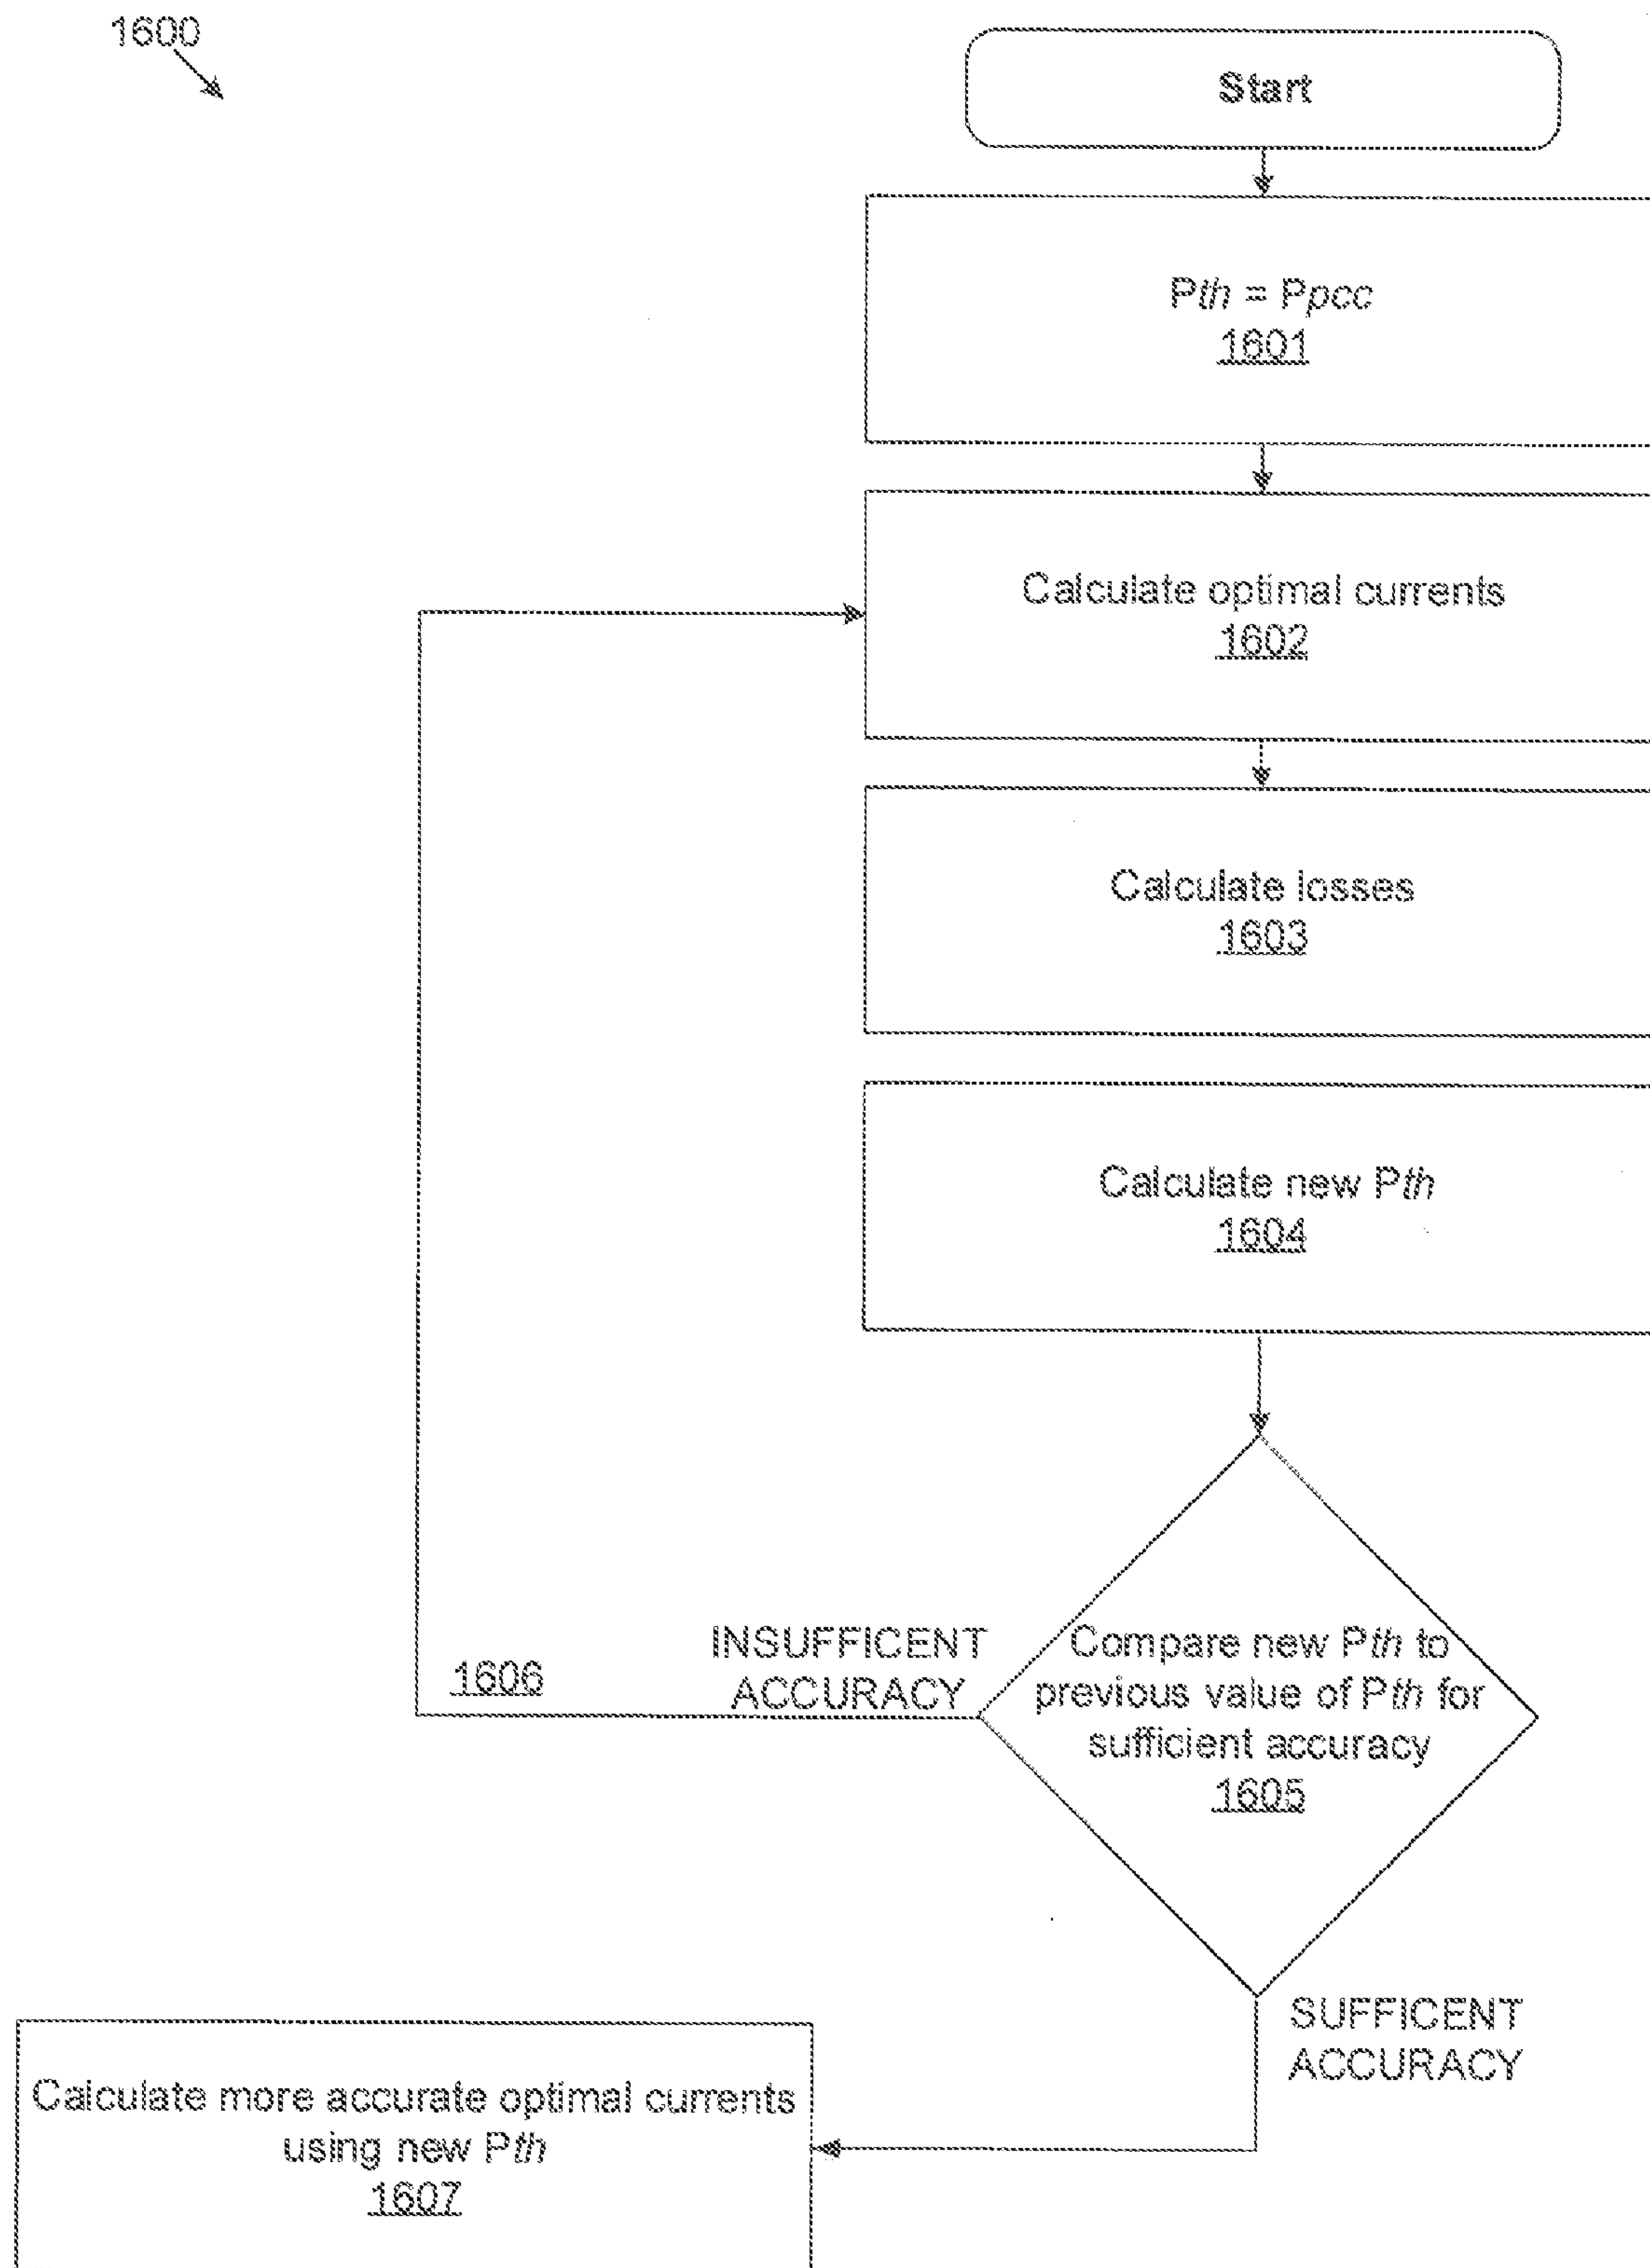 1600
Start
Pth = Ppcc
1601
Calculate optimal currents
1602
Calculate losses
1603
Calculate new Pth
1604
INSUFFICENT
ACCURACY
1606
Compare new Pth to
previous value of Pth for
sufficient accuracy
1605
SUFFICENT
ACCURACY
Calculate more accurate optimal currents
using new Pth
1607